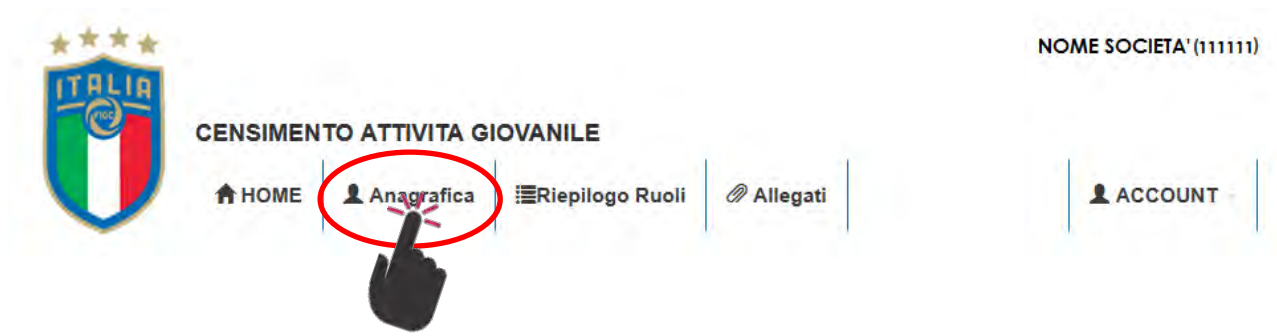 NOME SOCIETA' (111111)
ITALIA
FIGC
CENSIMENTO ATTIVITA GIOVANILE
HOME Anagrafica Riepilogo Ruoli Allegati ACCOUNT